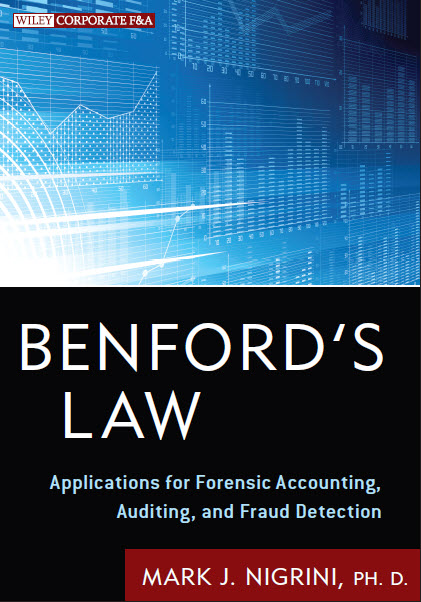 WILEY CORPORATE F&A
BENFORD'S
LAW
Applications for Forensic Accounting,
Auditing, and Fraud Detection
MARK J. NIGRINI, PH. D.